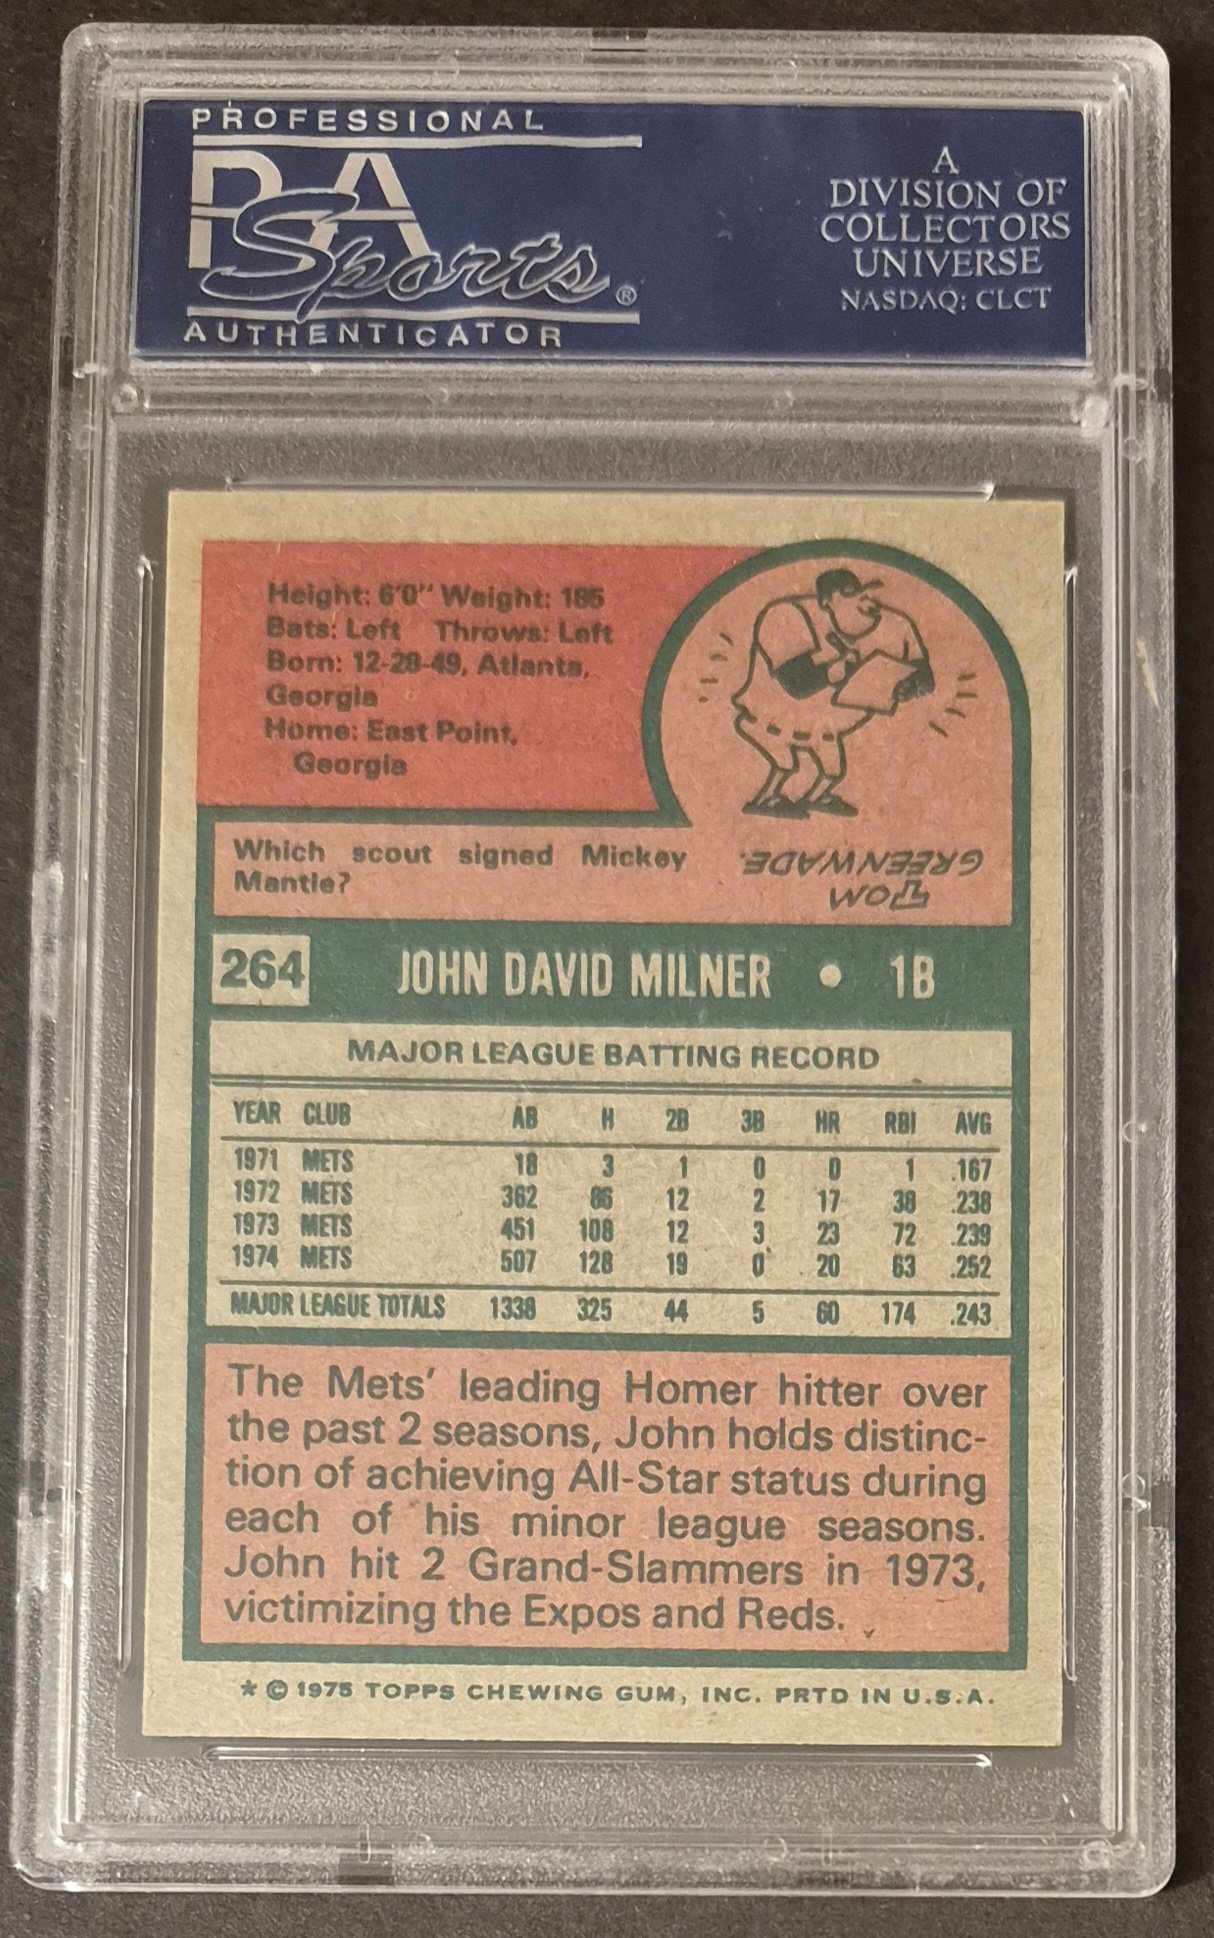 PROFESSIONAL
PSA
Sports®
AUTHENTICATOR
A
DIVISION OF
COLLECTORS
UNIVERSE
NASDAQ: CLCT
Height: 6'0" Weight: 185
Bats: Left Throws: Left
Born: 12-28-49, Atlanta,
Georgia
Home: East Point,
Georgia
Which scout signed Mickey
Mantle?
TOM
GREENWADE.
264 JOHN DAVID MILNER • 1B
MAJOR LEAGUE BATTING RECORD
YEAR CLUB AB H 2B 3B HR RBI AVG
1971 METS 18 3 1 0 0 1 .167
1972 METS 362 86 12 2 17 38 .238
1973 METS 451 108 12 3 23 72 .239
1974 METS 507 128 19 0 20 63 .252
MAJOR LEAGUE TOTALS 1338 325 44 5 60 174 .243
The Mets' leading Homer hitter over
the past 2 seasons, John holds distinc-
tion of achieving All-Star status during
each of his minor league seasons.
John hit 2 Grand-Slammers in 1973,
victimizing the Expos and Reds.
* © 1975 TOPPS CHEWING GUM, INC. PRTD IN U.S.A.